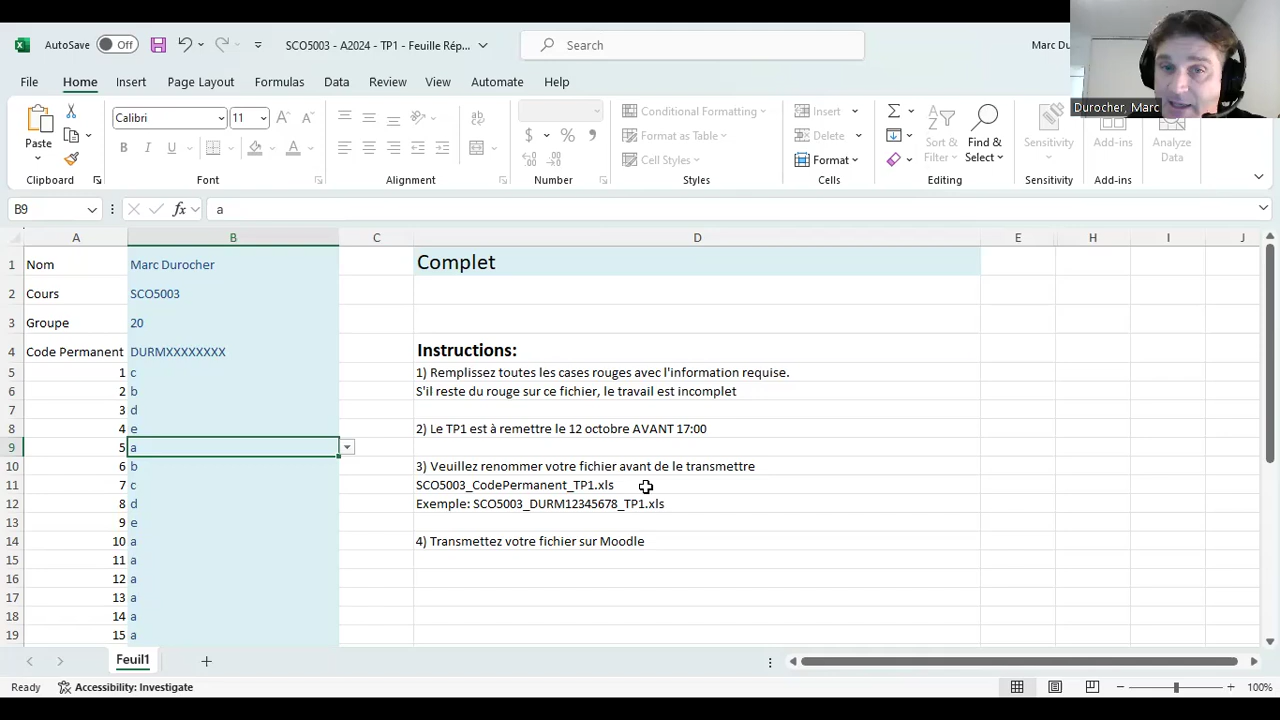 AutoSave Off SCO5003 - A2024 - TP1 - Feuille Rép... Search Marc Du
Durocher, Marc
File Home Insert Page Layout Formulas Data Review View Automate Help
Paste Calibri 11 Conditional Formatting Insert
B I U Format as Table Delete Sort & Filter Find & Select Sensitivity Add-ins Analyze Data
Cell Styles Format
Clipboard Font Alignment Number Styles Cells Editing Sensitivity Add-ins
B9 fx a
A B C D E H I J
1 Nom Marc Durocher Complet
2 Cours SCO5003
3 Groupe 20
4 Code Permanent DURMXXXXXXXX Instructions:
5 1 c 1) Remplissez toutes les cases rouges avec l'information requise.
6 2 b S'il reste du rouge sur ce fichier, le travail est incomplet
7 3 d
8 4 e 2) Le TP1 est à remettre le 12 octobre AVANT 17:00
9 5 a
10 6 b 3) Veuillez renommer votre fichier avant de le transmettre
11 7 c SCO5003_CodePermanent_TP1.xls
12 8 d Exemple: SCO5003_DURM12345678_TP1.xls
13 9 e
14 10 a 4) Transmettez votre fichier sur Moodle
15 11 a
16 12 a
17 13 a
18 14 a
19 15 a
Feuil1
Ready Accessibility: Investigate 100%